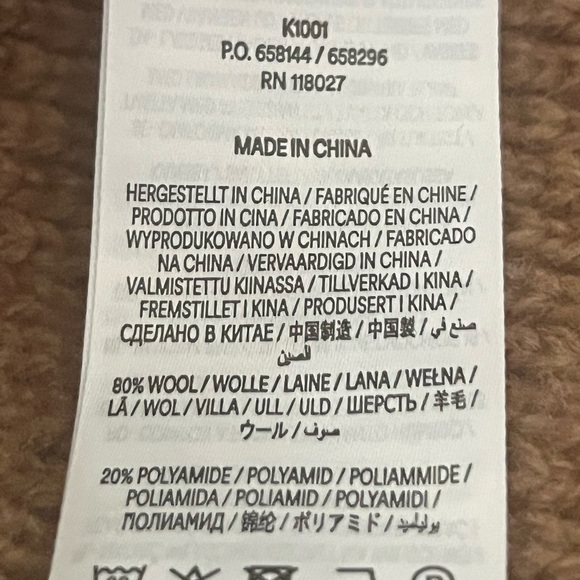 K1001
P.O. 658144 / 658296
RN 118027
MADE IN CHINA
HERGESTELLT IN CHINA / FABRIQUÉ EN CHINE /
PRODOTTO IN CINA / FABRICADO EN CHINA /
WYPRODUKOWANO W CHINACH / FABRICADO
NA CHINA / VERVAARDIGD IN CHINA /
VALMISTETTU KIINASSA / TILLVERKAD I KINA /
FREMSTILLET I KINA / PRODUSERT I KINA /
СДЕЛАНО В КИТАЕ / 中国制造 / 中国製 / صنع في
الصين
80% WOOL / WOLLE / LAINE / LANA / WEŁNA /
LÃ / WOL / VILLA / ULL / ULD / ШЕРСТЬ / 羊毛 /
ウール / صوف
20% POLYAMIDE / POLYAMID / POLIAMMIDE /
POLIAMIDA / POLIAMID / POLYAMIDI /
ПОЛИАМИД / 锦纶 / ポリアミド /